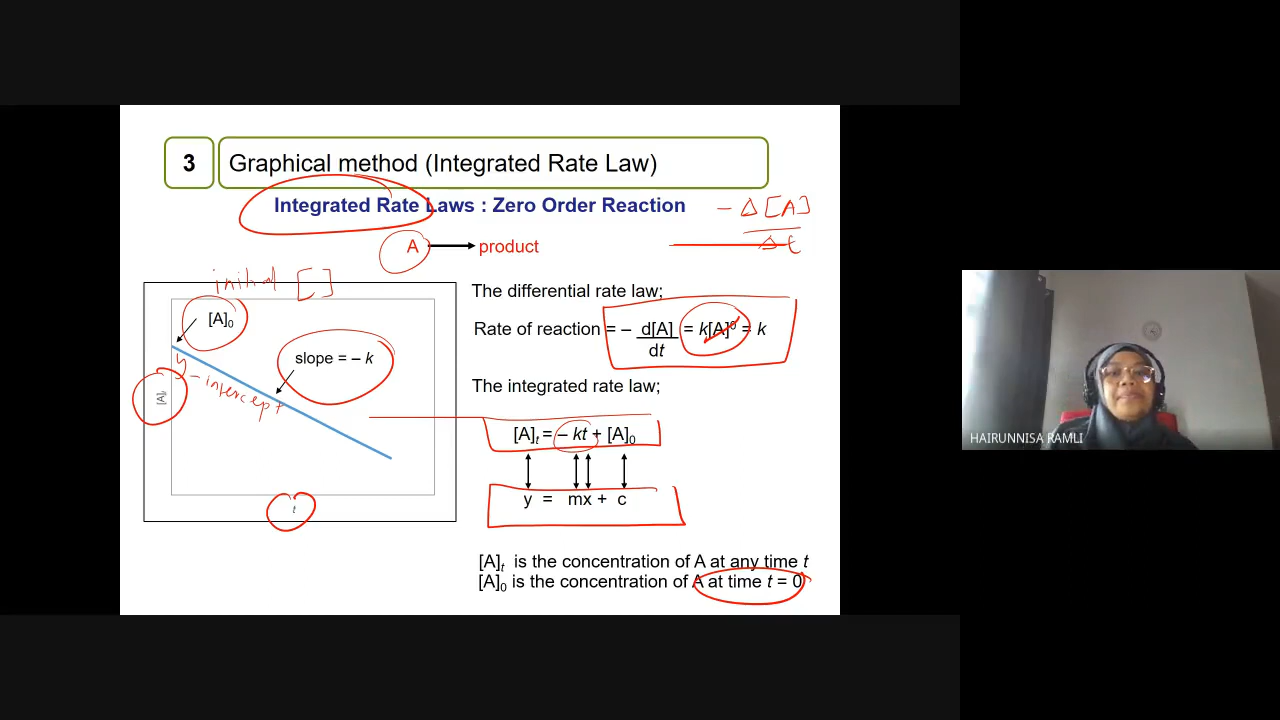 3 Graphical method (Integrated Rate Law)
Integrated Rate Laws : Zero Order Reaction
− Δ[A]
Δt
A → product
initial [ ]
[A]₀
slope = – k
y – intercept
[A]ₜ
t
The differential rate law;
Rate of reaction = – d[A] = k[A]⁰ = k
dt
The integrated rate law;
[A]ₜ = – kt + [A]₀
y = mx + c
[A]ₜ is the concentration of A at any time t
[A]₀ is the concentration of A at time t = 0
HAIRUNNISA RAMLI